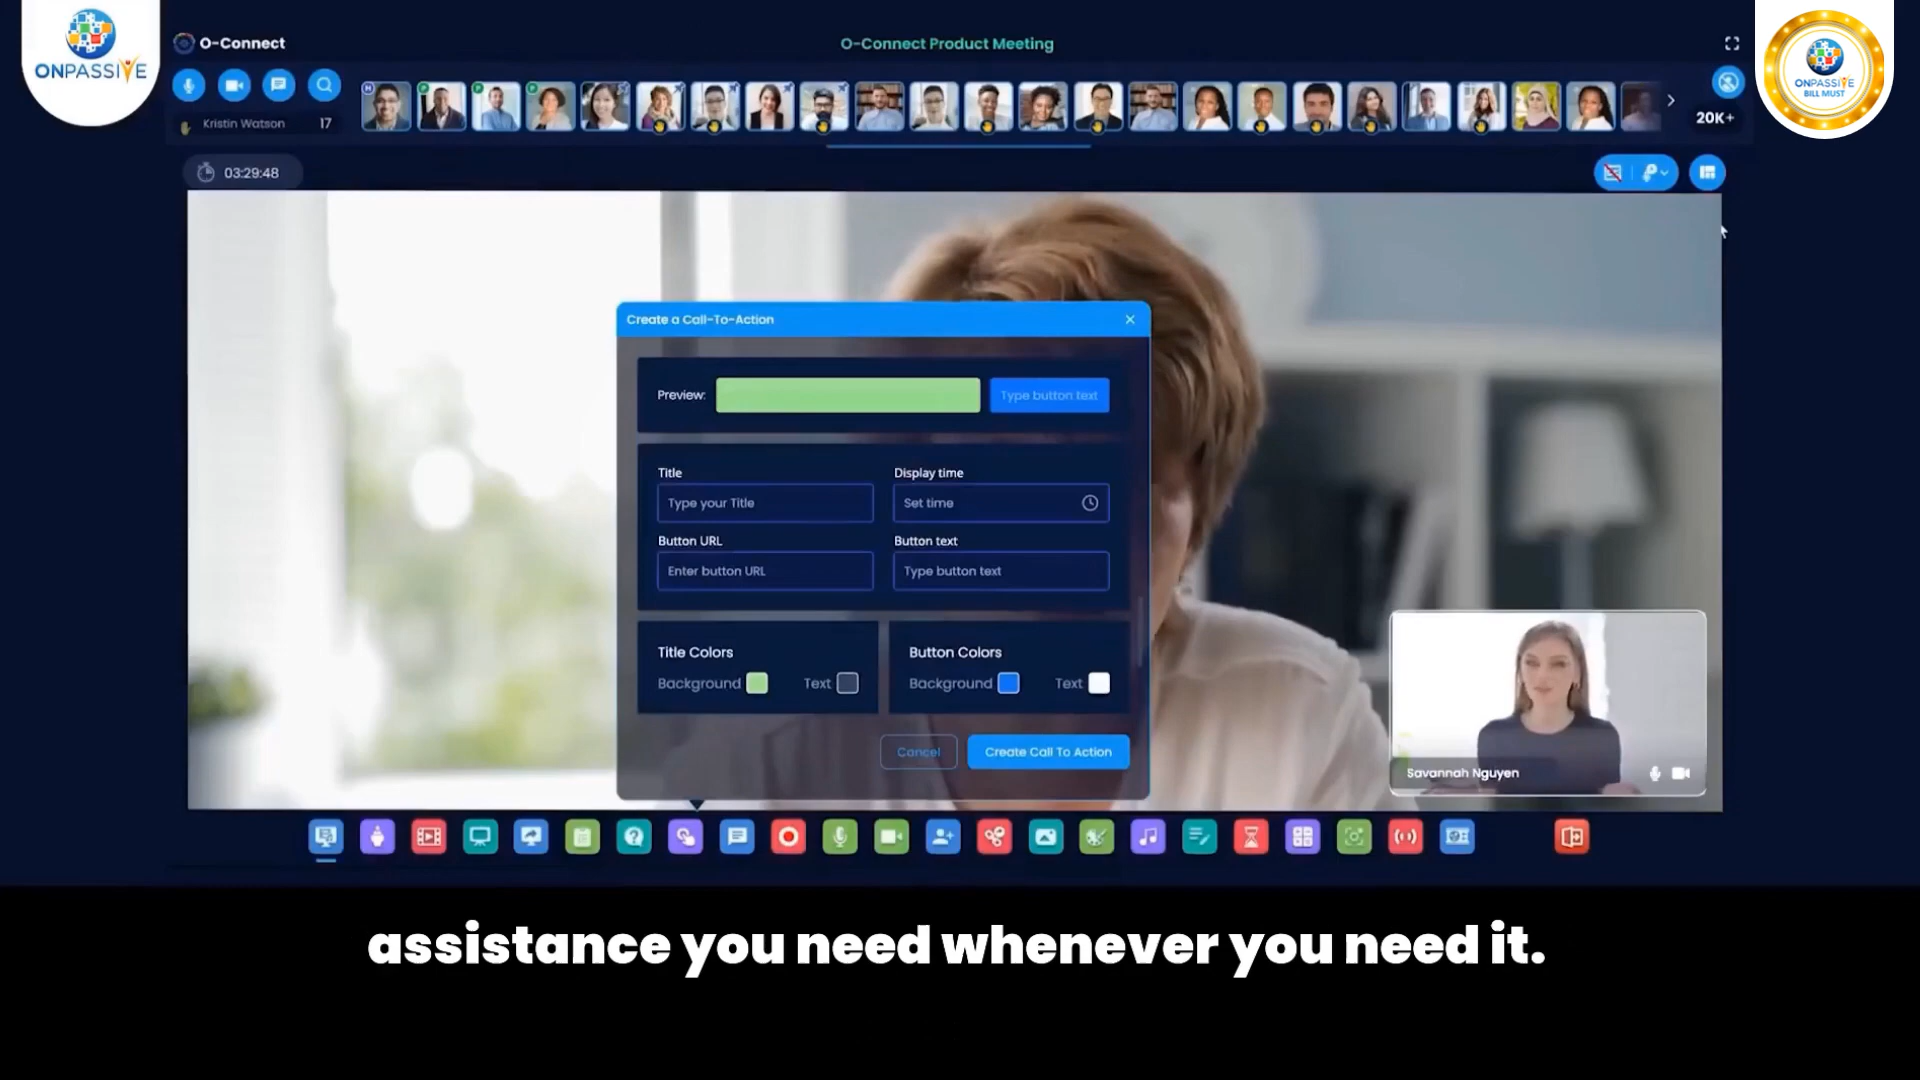 ONPASSIVE
O-Connect
O-Connect Product Meeting
ONPASSIVE
BILL MUST
Kristin Watson 17
20K+
03:29:48
Create a Call-To-Action
Preview:
Type button text
Title
Display time
Type your Title
Set time
Button URL
Button text
Enter button URL
Type button text
Title Colors
Button Colors
Background
Text
Background
Text
Cancel
Create Call To Action
Savannah Nguyen
assistance you need whenever you need it.